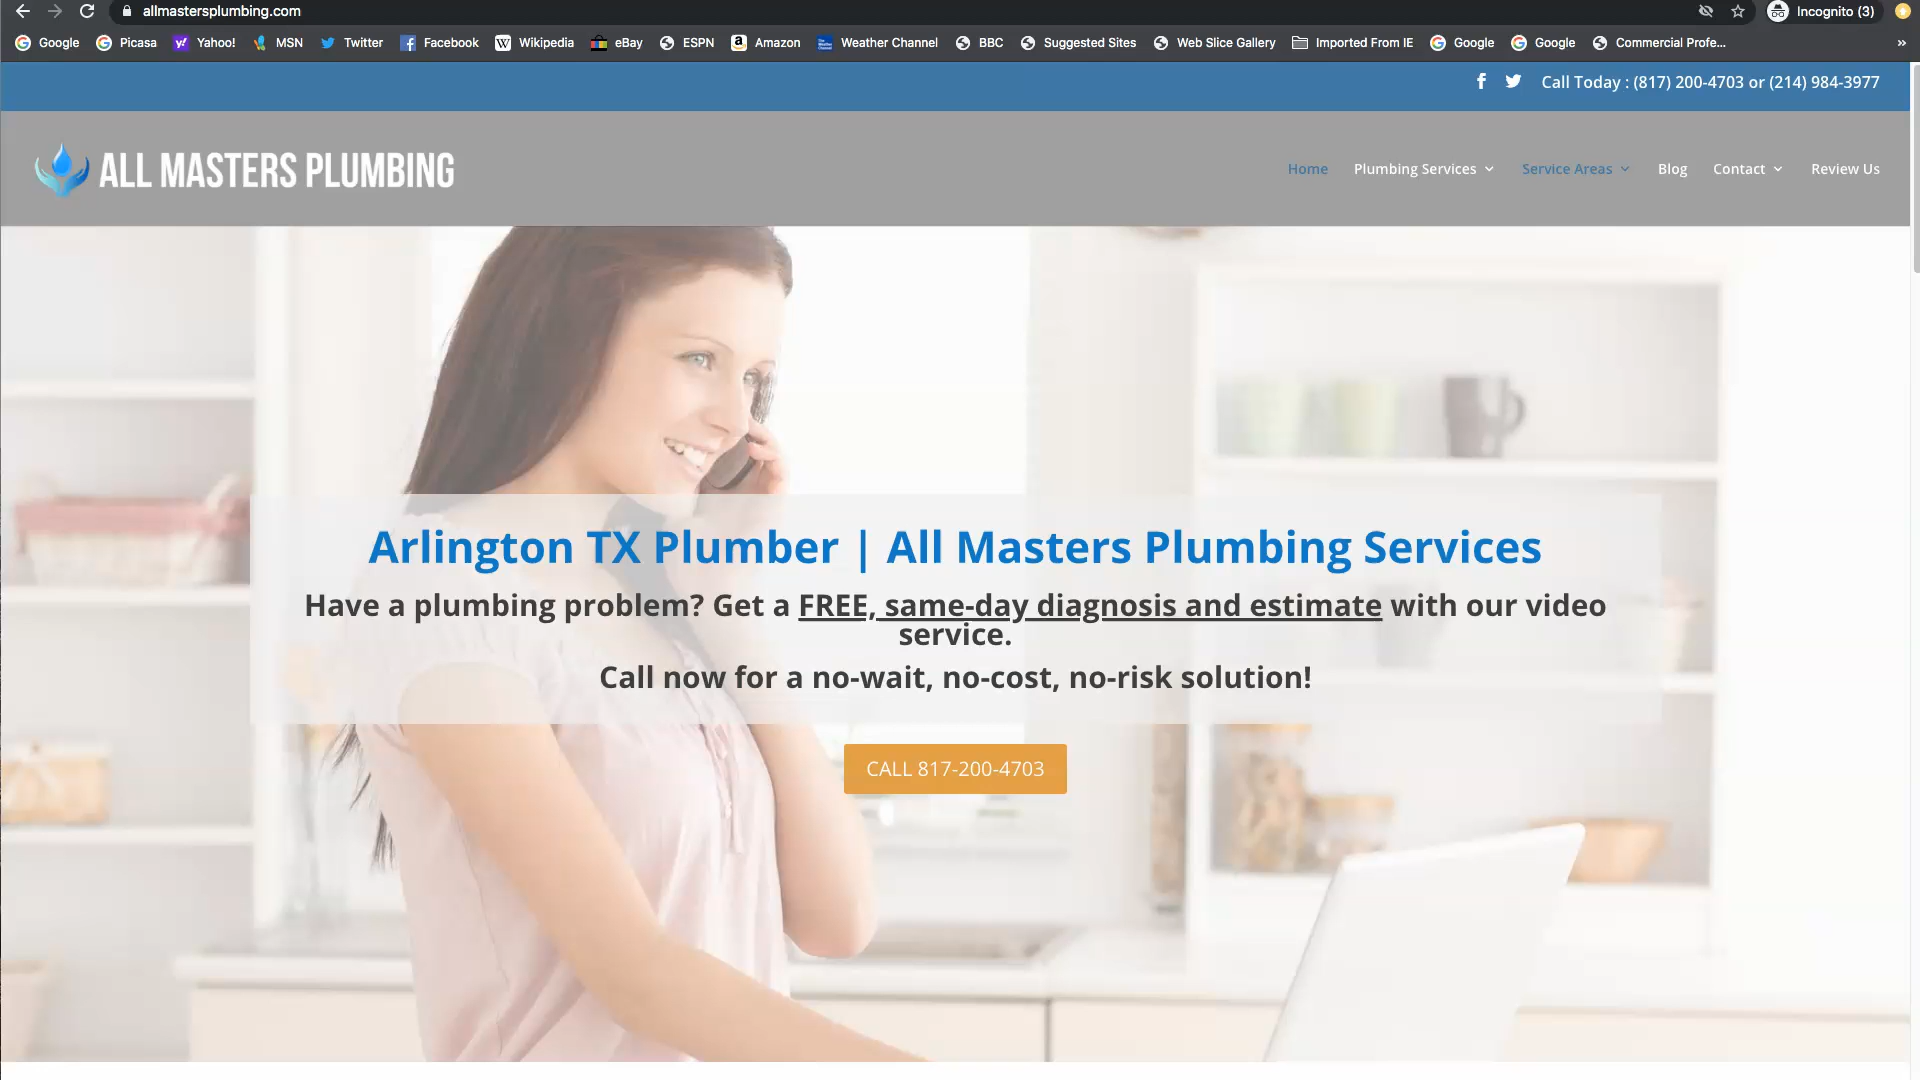 allmastersplumbing.com
Incognito (3)
Google Picasa Yahoo! MSN Twitter Facebook Wikipedia eBay ESPN Amazon Weather Channel BBC Suggested Sites Web Slice Gallery Imported From IE Google Google Commercial Profe... »
Call Today : (817) 200-4703 or (214) 984-3977
ALL MASTERS PLUMBING
Home Plumbing Services Service Areas Blog Contact Review Us
Arlington TX Plumber | All Masters Plumbing Services
Have a plumbing problem? Get a FREE, same-day diagnosis and estimate with our video
service.
Call now for a no-wait, no-cost, no-risk solution!
CALL 817-200-4703